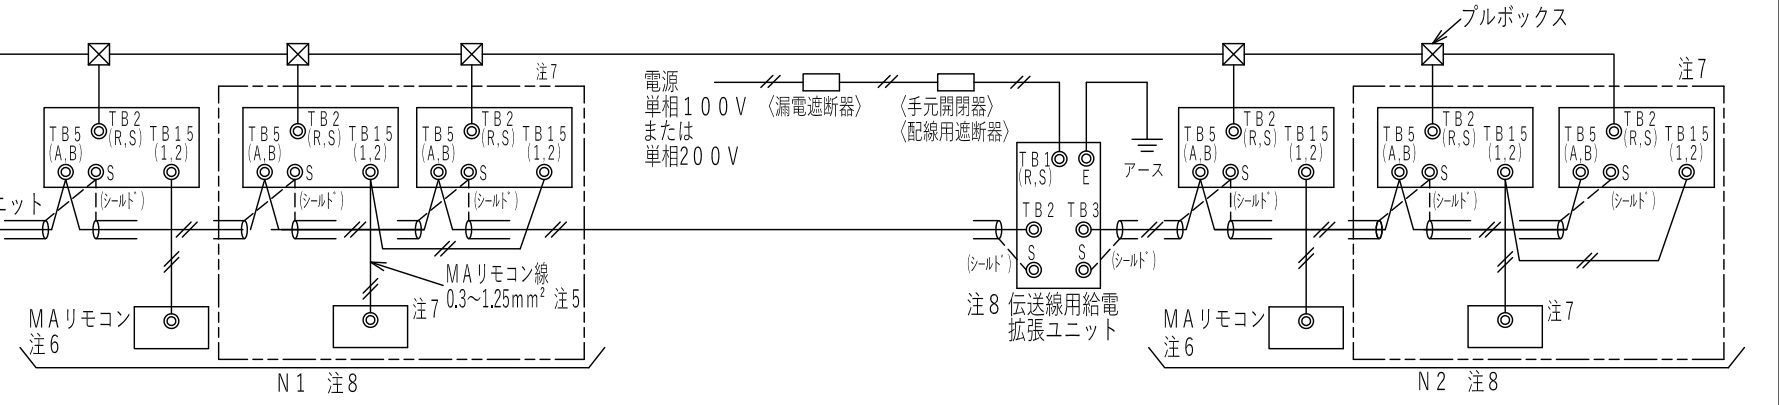 プルボックス
注7
注7
電源
単相100V
または
単相200V
〈漏電遮断器〉
〈手元開閉器〉
〈配線用遮断器〉
アース
TB5
(A,B)
TB2
(R,S)
S
TB15
(1,2)
(シールド)
TB5
(A,B)
TB2
(R,S)
S
TB15
(1,2)
(シールド)
TB5
(A,B)
TB2
(R,S)
S
TB15
(1,2)
(シールド)
TB1
(R,S)
E
TB2
TB3
S
S
(シールド)
(シールド)
TB5
(A,B)
TB2
(R,S)
S
TB15
(1,2)
(シールド)
TB5
(A,B)
TB2
(R,S)
S
TB15
(1,2)
(シールド)
TB5
(A,B)
TB2
(R,S)
S
TB15
(1,2)
(シールド)
ニット
MAリモコン線
0.3～1.25mm² 注5
MAリモコン
注6
注7
注8 伝送線用給電
拡張ユニット
MAリモコン
注6
注7
N1 注8
N2 注8